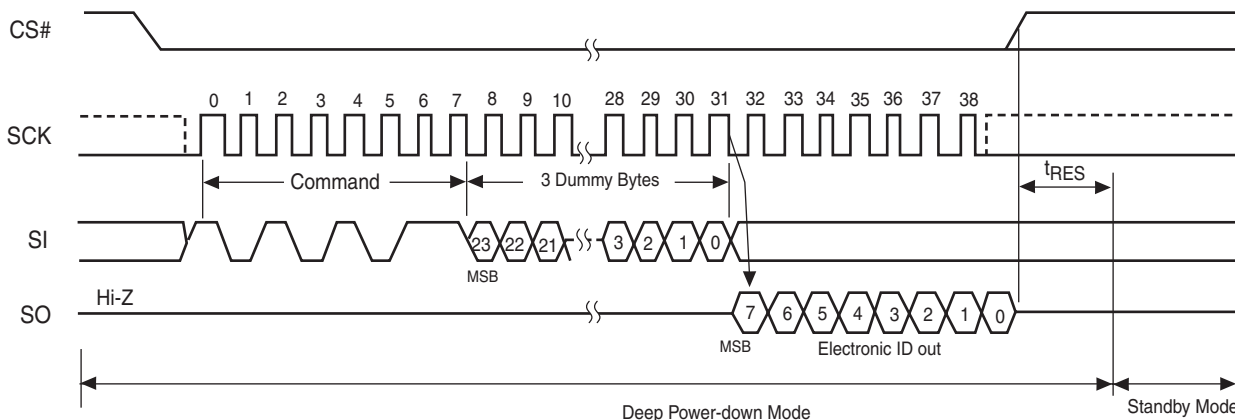 CS#
0 1 2 3 4 5 6 7 8 9 10 28 29 30 31 32 33 34 35 36 37 38
SCK
Command
3 Dummy Bytes
tRES
SI
23 22 21 3 2 1 0
MSB
Hi-Z
SO
7 6 5 4 3 2 1 0
MSB
Electronic ID out
Deep Power-down Mode
Standby Mode